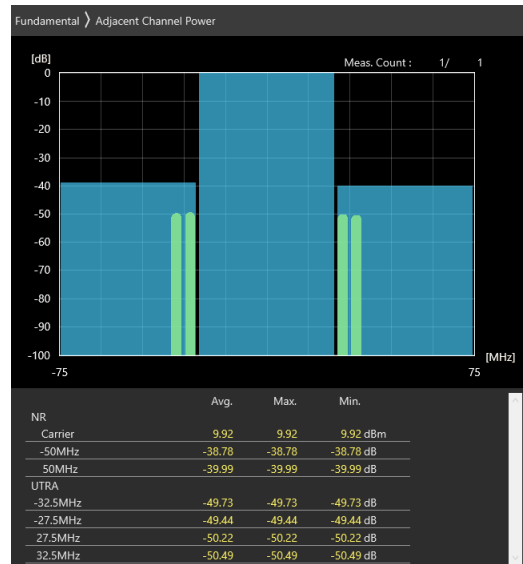 Fundamental 〉 Adjacent Channel Power
[dB]
Meas. Count : 1/ 1
0
-10
-20
-30
-40
-50
-60
-70
-80
-90
-100
[MHz]
-75 75
Avg. Max. Min.
NR
Carrier 9.92 9.92 9.92 dBm
-50MHz -38.78 -38.78 -38.78 dB
50MHz -39.99 -39.99 -39.99 dB
UTRA
-32.5MHz -49.73 -49.73 -49.73 dB
-27.5MHz -49.44 -49.44 -49.44 dB
27.5MHz -50.22 -50.22 -50.22 dB
32.5MHz -50.49 -50.49 -50.49 dB